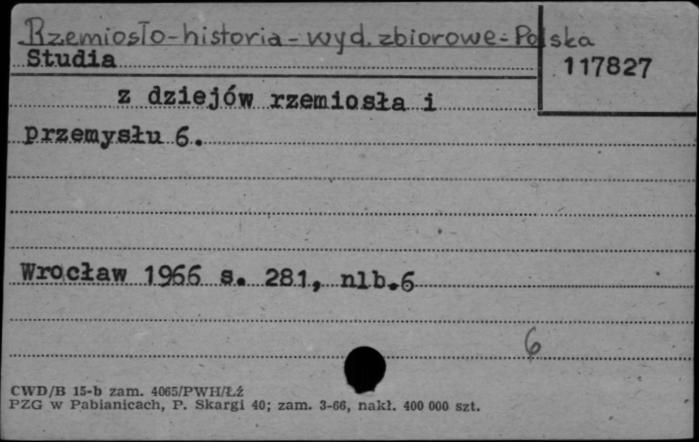 Rzemiosło-historia-wyd. zbiorowe-Polska
Studia
117827
z dziejów rzemiosła i
przemysłu 6.
Wrocław 1966 s. 281, nlb.6
6
CWD/B 15-b zam. 4065/PWH/Łź
PZG w Pabianicach, P. Skargi 40; zam. 3-66, nakł. 400 000 szt.